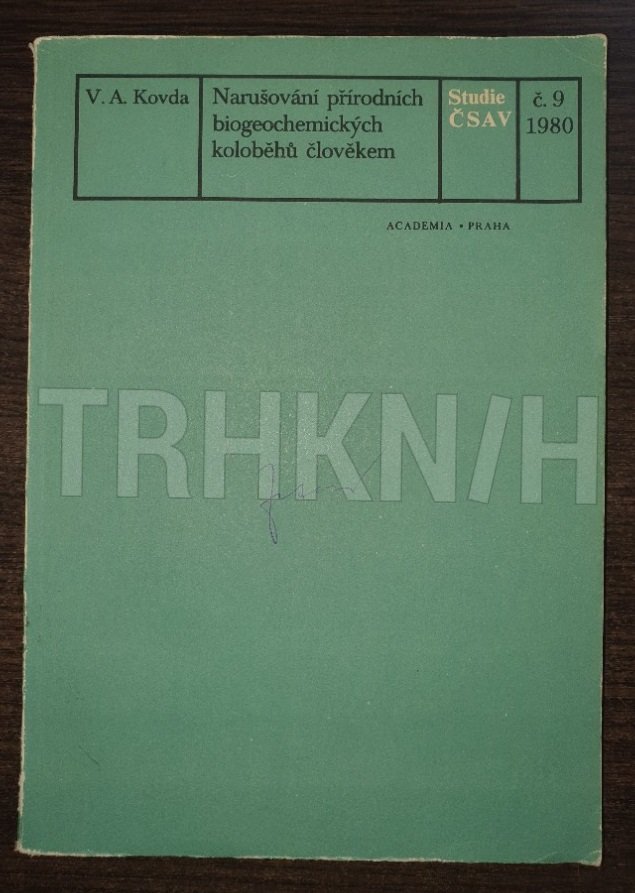 V. A. Kovda
Narušování přírodních
biogeochemických
koloběhů člověkem
Studie
ČSAV
č. 9
1980
ACADEMIA • PRAHA
TRHKN/H